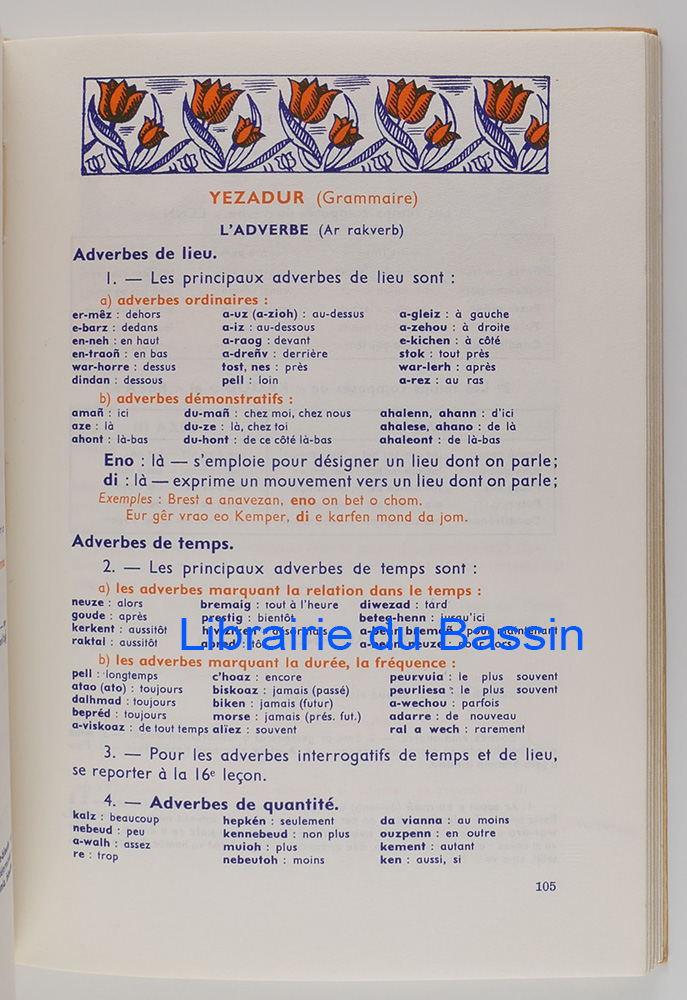 YEZADUR (Grammaire)
L'ADVERBE (Ar rakverb)
Adverbes de lieu.
1. — Les principaux adverbes de lieu sont :
a) adverbes ordinaires :
er-mêz : dehors a-uz (a-zioh) : au-dessus a-gleiz : à gauche
e-barz : dedans a-iz : au-dessous a-zehou : à droite
en-neh : en haut a-raog : devant e-kichen : à côté
en-traoñ : en bas a-dreñv : derrière stok : tout près
war-horre : dessus tost, nes : près war-lerh : après
dindan : dessous pell : loin a-rez : au ras
b) adverbes démonstratifs :
amañ : ici du-mañ : chez moi, chez nous ahalenn, ahann : d'ici
aze : là du-ze : là, chez toi ahalese, ahano : de là
ahont : là-bas du-hont : de ce côté là-bas ahaleont : de là-bas
Eno : là — s'emploie pour désigner un lieu dont on parle;
di : là — exprime un mouvement vers un lieu dont on parle;
Exemples : Brest a anavezan, eno on bet o chom.
Eur gêr vrao eo Kemper, di e karfen mond da jom.
Adverbes de temps.
2. — Les principaux adverbes de temps sont :
a) les adverbes marquant la relation dans le temps :
neuze : alors bremaig : tout à l'heure diwezad : tard
goude : après prestig : bientôt beteg-henn : jusqu'ici
kerkent : aussitôt : pour maintenant
raktal : aussitôt
Librairie du Bassin
b) les adverbes marquant la durée, la fréquence :
pell : longtemps c'hoaz : encore peurvuia : le plus souvent
atao (ato) : toujours biskoaz : jamais (passé) peurliesa : le plus souvent
dalhmad : toujours biken : jamais (futur) a-wechou : parfois
bepréd : toujours morse : jamais (prés. fut.) adarre : de nouveau
a-viskoaz : de tout temps alïez : souvent ral a wech : rarement
3. — Pour les adverbes interrogatifs de temps et de lieu,
se reporter à la 16e leçon.
4. — Adverbes de quantité.
kalz : beaucoup hepkén : seulement da vianna : au moins
nebeud : peu kennebeud : non plus ouzpenn : en outre
a-walh : assez muioh : plus kement : autant
re : trop nebeutoh : moins ken : aussi, si
105